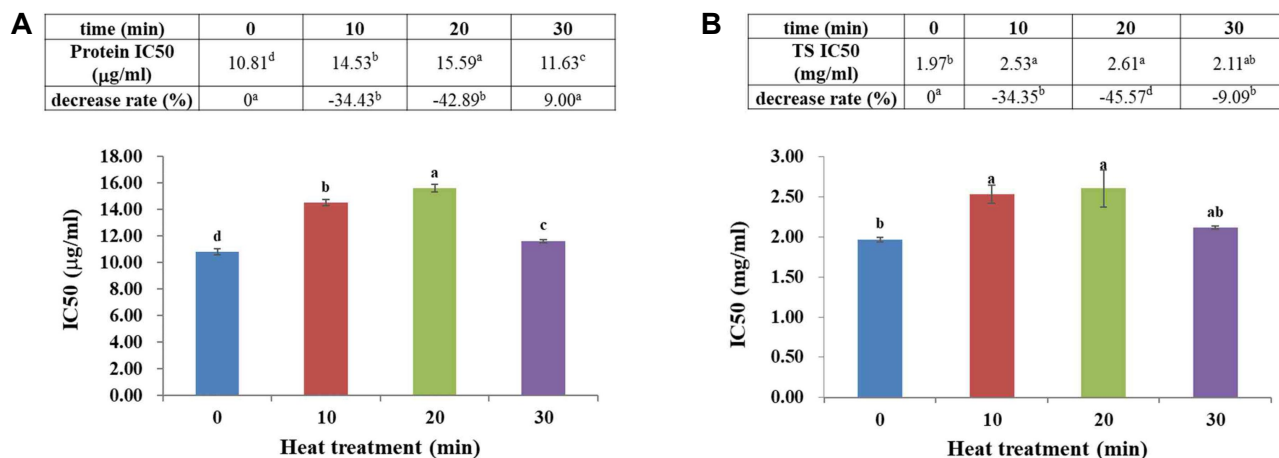 A
time (min) 0 10 20 30
Protein IC50 (μg/ml) 10.81d 14.53b 15.59a 11.63c
decrease rate (%) 0a -34.43b -42.89b 9.00a
18.00
16.00
14.00
12.00
10.00
8.00
6.00
4.00
2.00
0.00
IC50 (μg/ml)
d
b
a
c
0 10 20 30
Heat treatment (min)
B
time (min) 0 10 20 30
TS IC50 (mg/ml) 1.97b 2.53a 2.61a 2.11ab
decrease rate (%) 0a -34.35b -45.57d -9.09b
3.00
2.50
2.00
1.50
1.00
0.50
0.00
IC50 (mg/ml)
b
a
a
ab
0 10 20 30
Heat treatment (min)